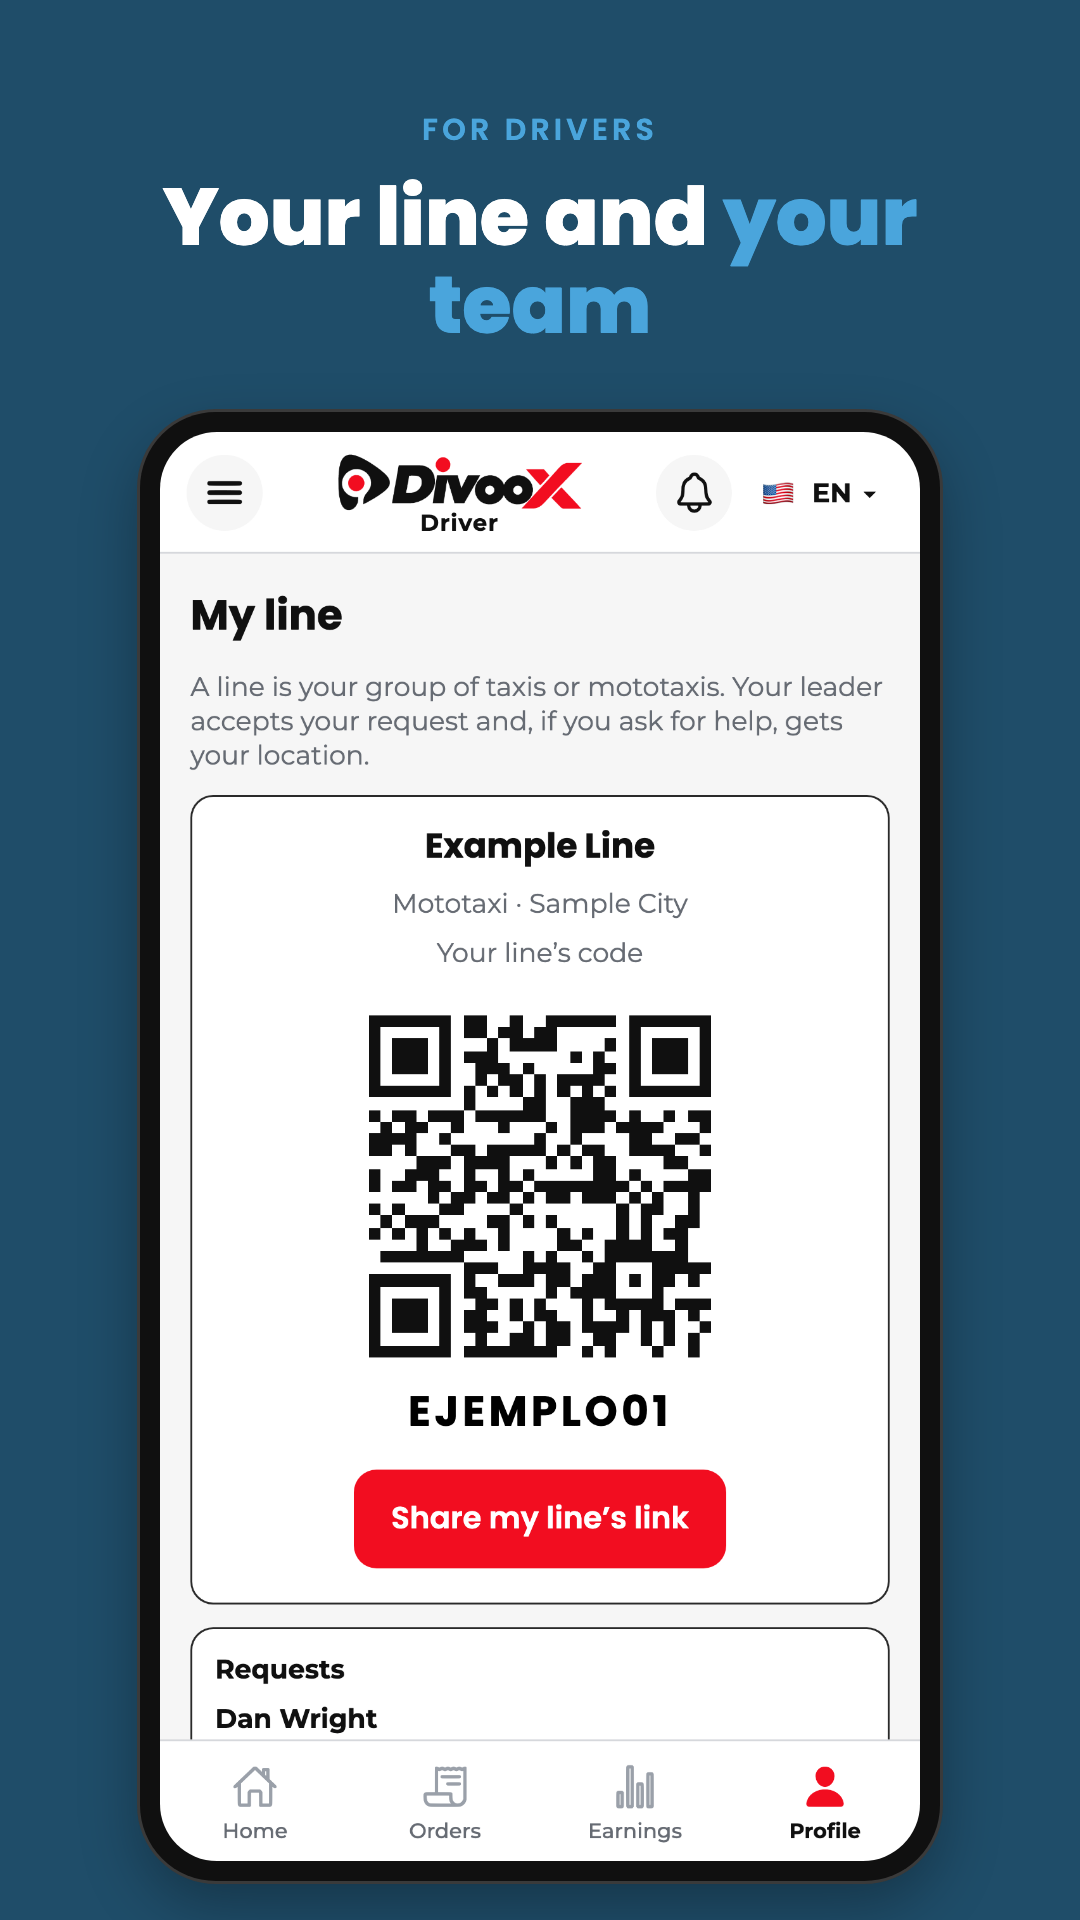 FOR DRIVERS
Your line and your
team
DivooX
Driver
EN
My line
A line is your group of taxis or mototaxis. Your leader
accepts your request and, if you ask for help, gets
your location.
Example Line
Mototaxi · Sample City
Your line’s code
EJEMPLO01
Share my line’s link
Requests
Dan Wright
Home
Orders
Earnings
Profile